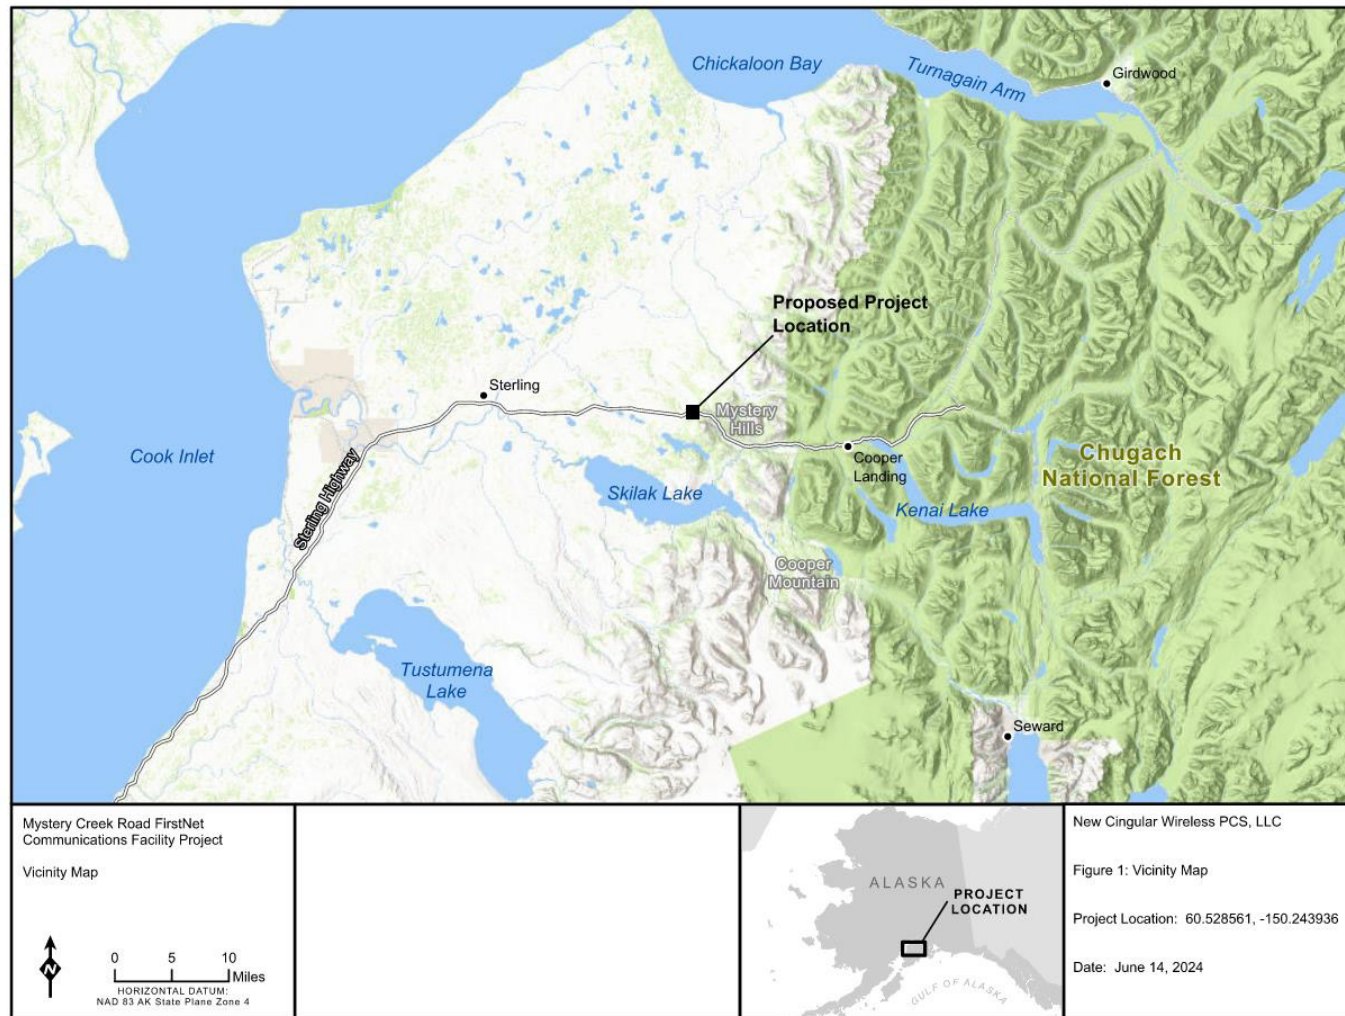 Chickaloon Bay
Turnagain Arm
Girdwood
Proposed Project
Location
Sterling
Mystery
Hills
Cook Inlet
Sterling Highway
Cooper
Landing
Chugach
National Forest
Skilak Lake
Kenai Lake
Cooper
Mountain
Tustumena
Lake
Seward
Mystery Creek Road FirstNet
Communications Facility Project
Vicinity Map
N
0 5 10
Miles
HORIZONTAL DATUM:
NAD 83 AK State Plane Zone 4
ALASKA
PROJECT
LOCATION
GULF OF ALASKA
New Cingular Wireless PCS, LLC
Figure 1: Vicinity Map
Project Location: 60.528561, -150.243936
Date: June 14, 2024